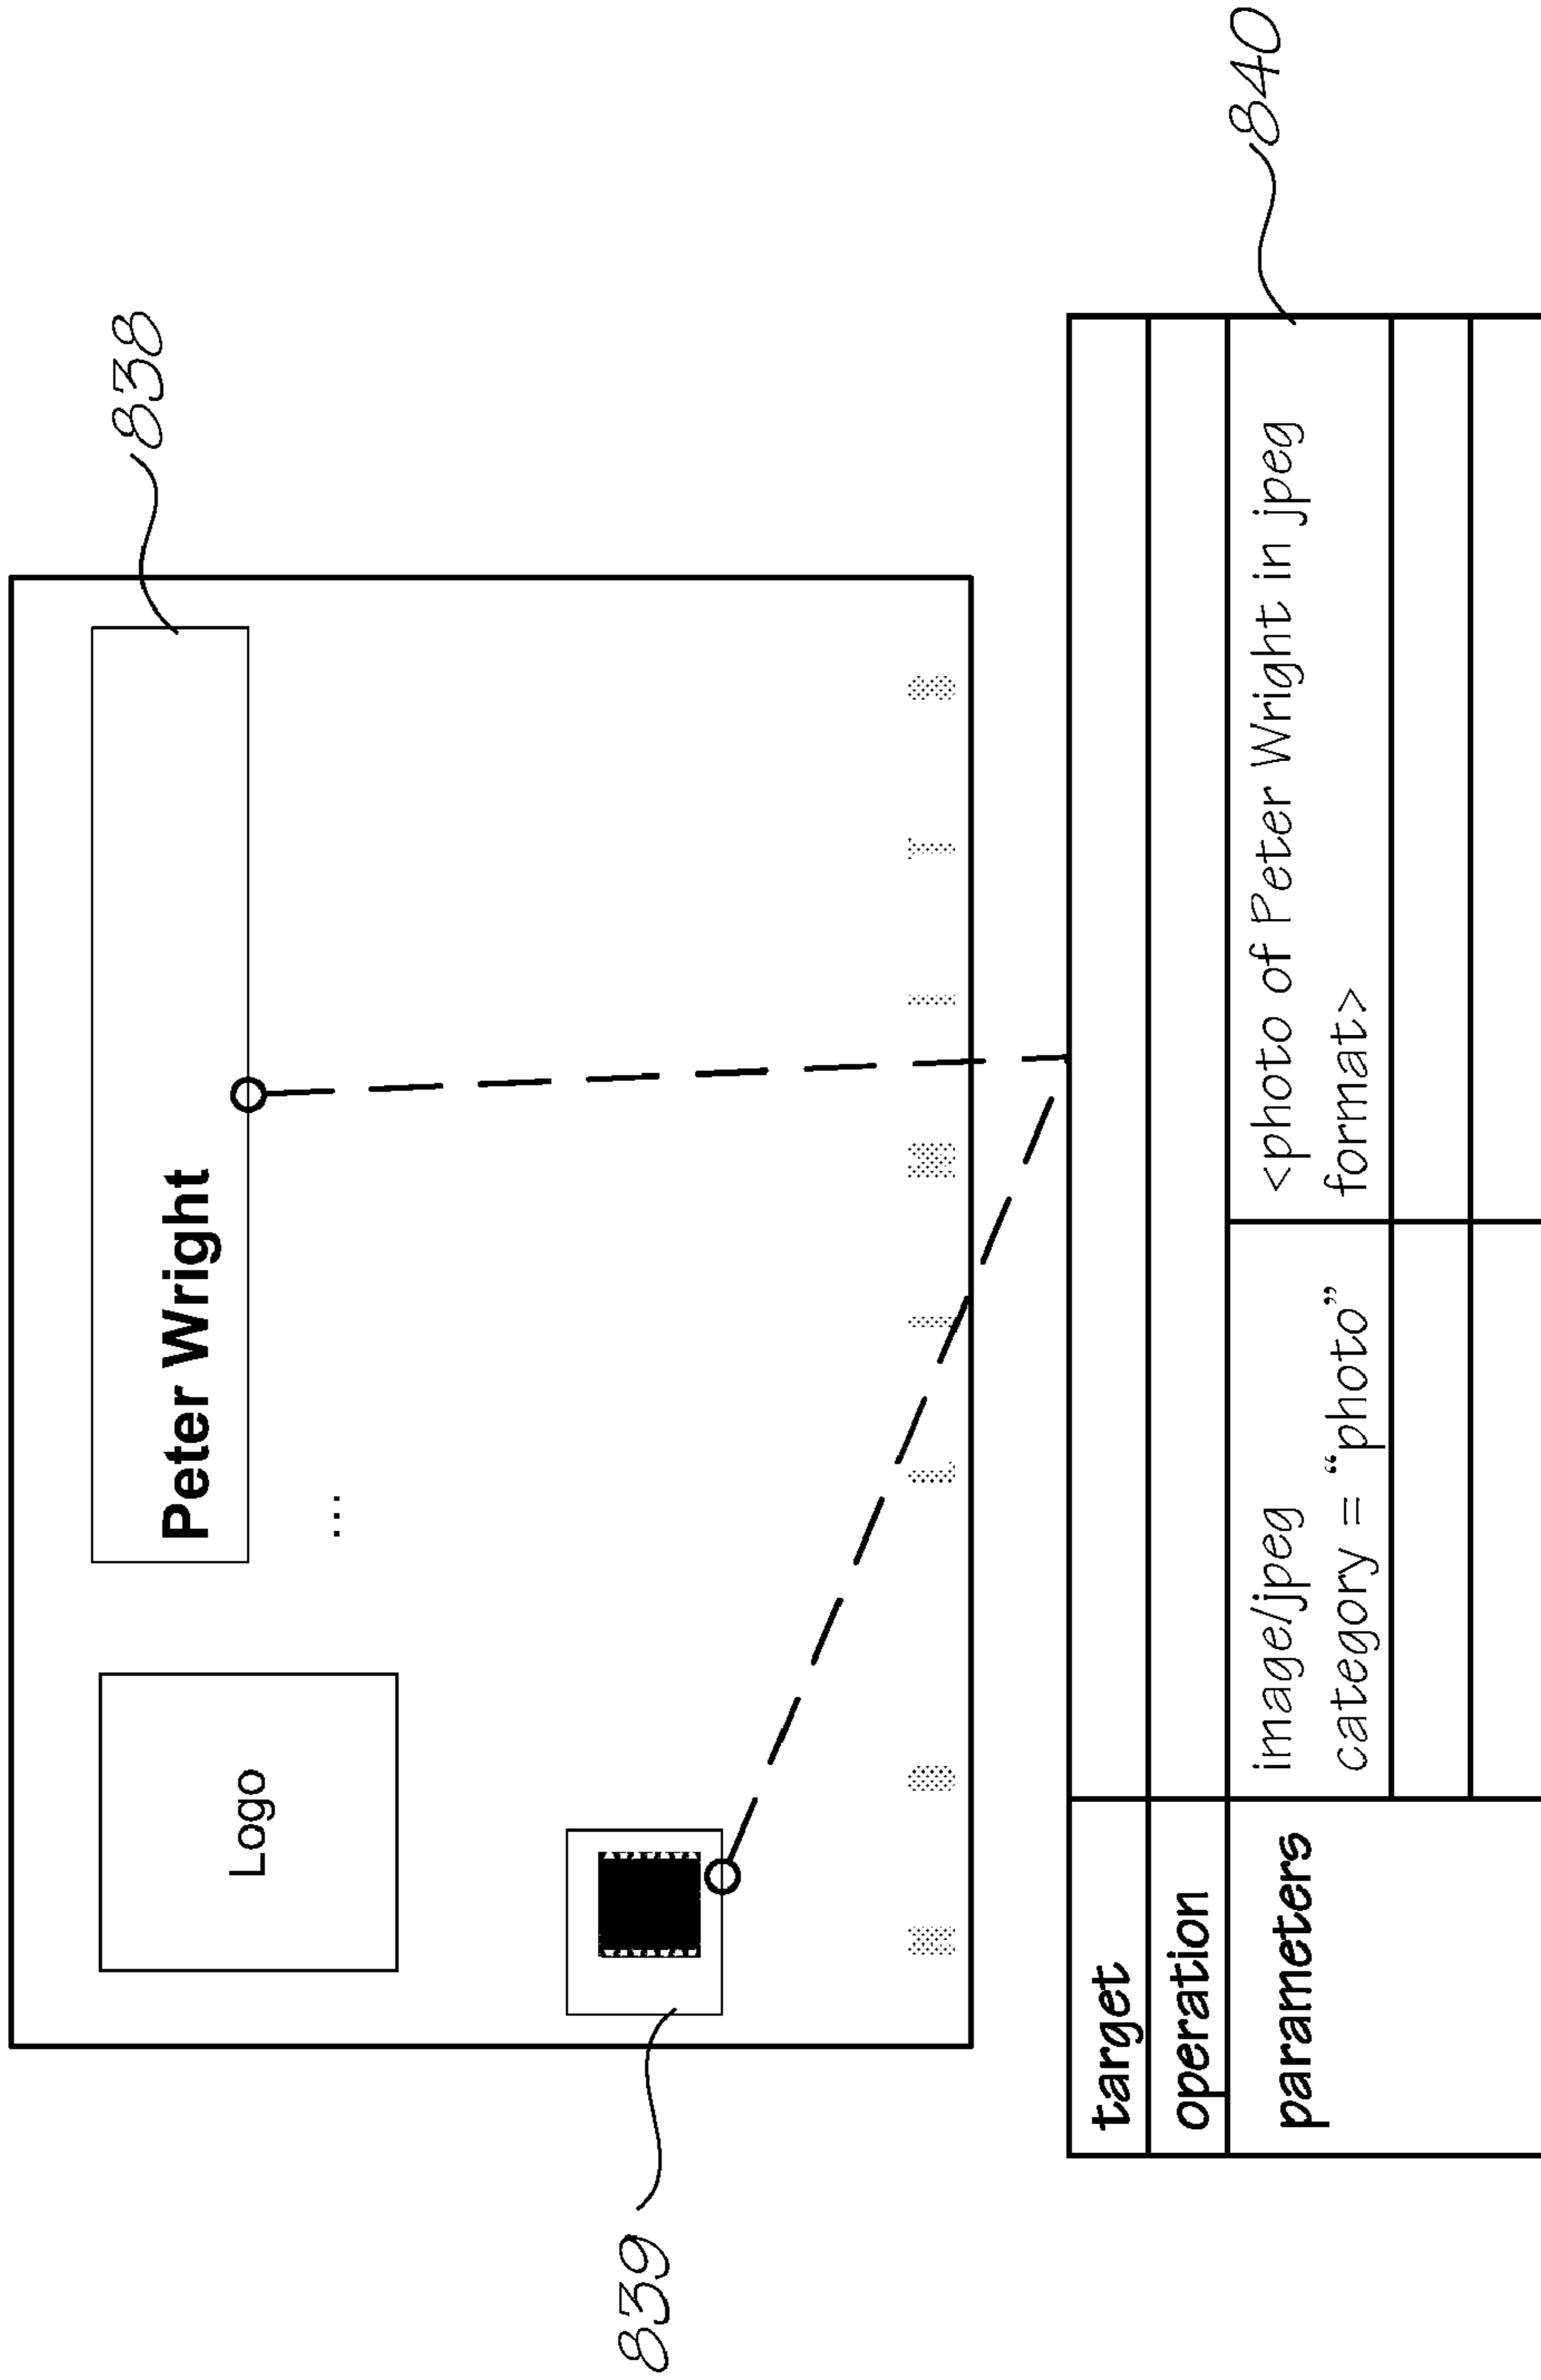 838
Peter Wright
Logo
...
839
target
operation
parameters
image/jpeg
category = “photo”
<photo of Peter Wright in jpeg
format>
840